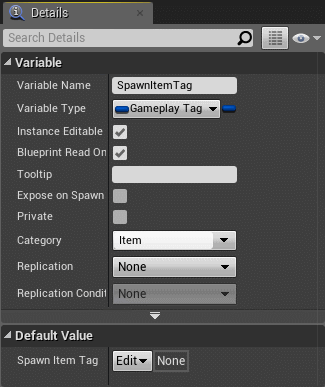 Details
Search Details
Variable
Variable Name SpawnItemTag
Variable Type Gameplay Tag
Instance Editable
Blueprint Read On
Tooltip
Expose on Spawn
Private
Category Item
Replication None
Replication Condit None
Default Value
Spawn Item Tag Edit None